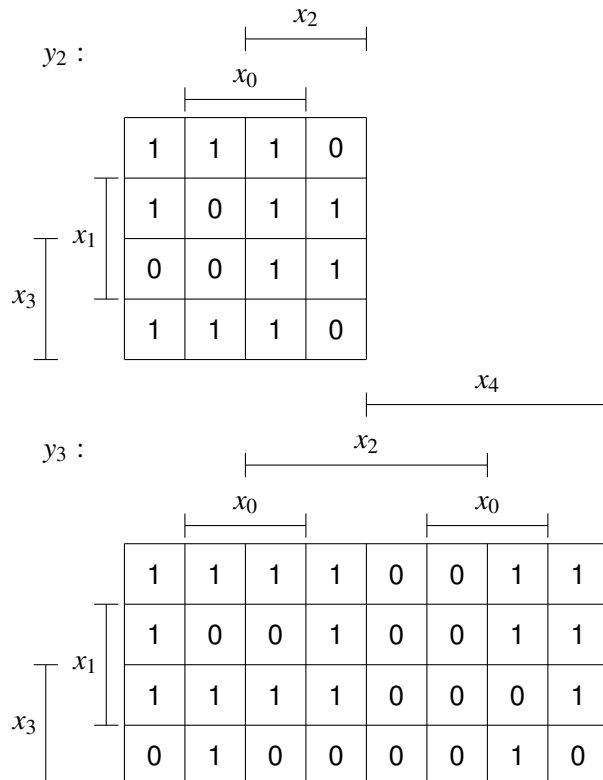 x₂
y₂ :
x₀
1 1 1 0
1 0 1 1
x₁
0 0 1 1
x₃
1 1 1 0
x₄
y₃ :
x₂
x₀ x₀
1 1 1 1 0 0 1 1
1 0 0 1 0 0 1 1
x₁
1 1 1 1 0 0 0 1
x₃
0 1 0 0 0 0 1 0